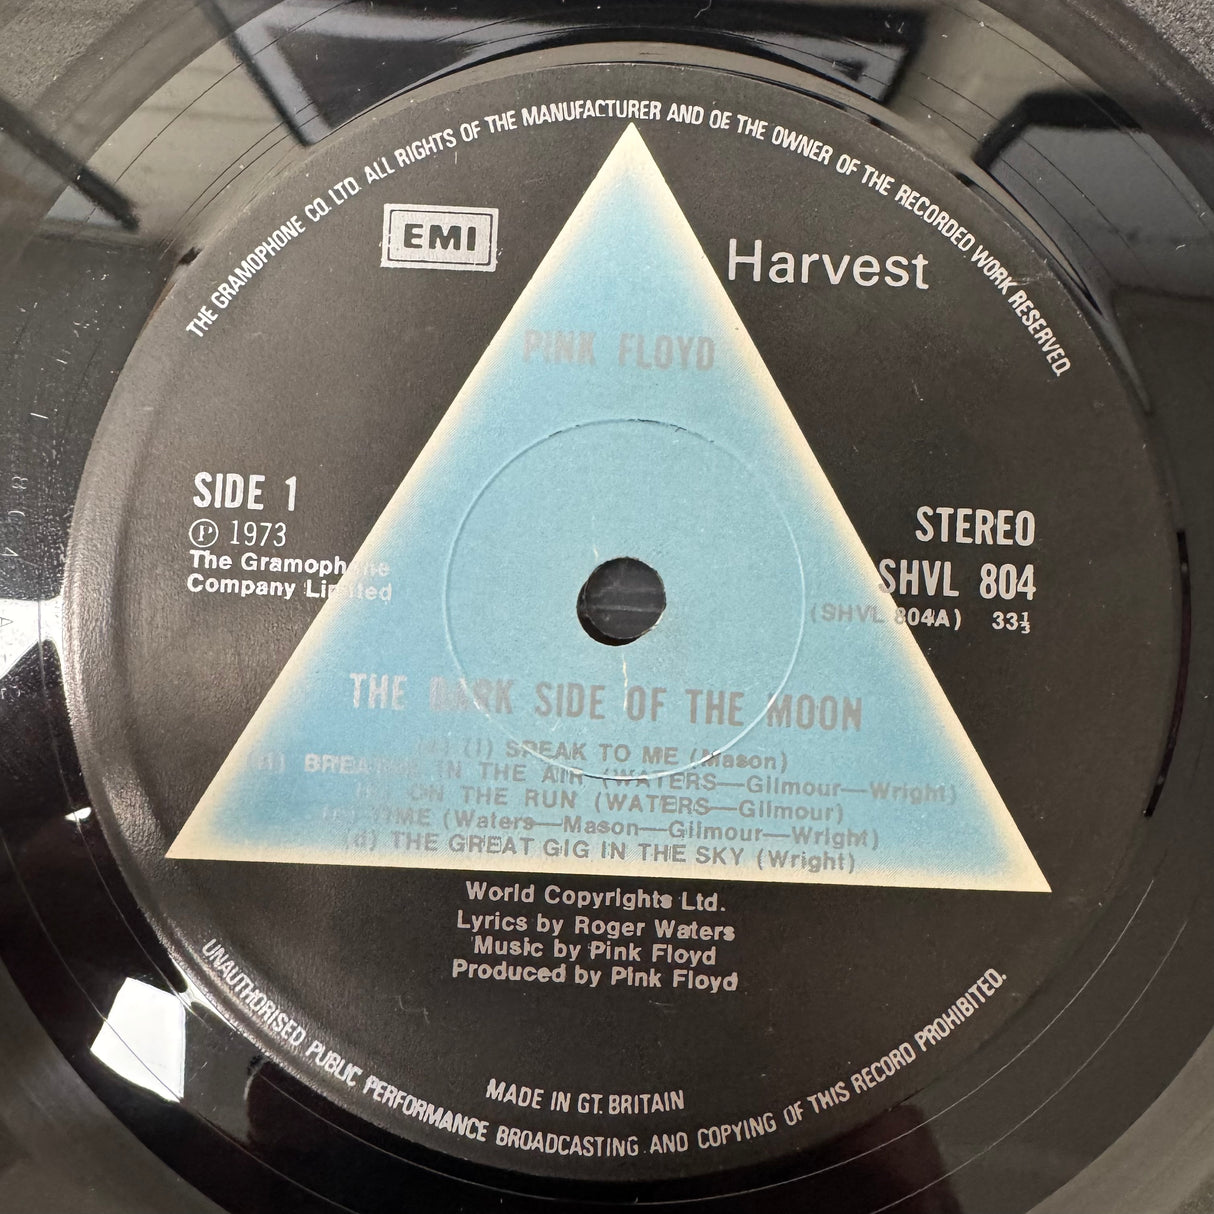 THE GRAMOPHONE CO. LTD. ALL RIGHTS OF THE MANUFACTURER AND OE THE OWNER OF THE RECORDED WORK RESERVED.
EMI
Harvest
PINK FLOYD
SIDE 1
Ⓟ 1973
The Gramophone
Company Limited
STEREO
SHVL 804
(SHVL 804A) 33⅓
THE DARK SIDE OF THE MOON
(i) SPEAK TO ME (Mason)
BREATHE IN THE AIR (WATERS—Gilmour—Wright)
ON THE RUN (WATERS—Gilmour)
TIME (Waters—Mason—Gilmour—Wright)
(d) THE GREAT GIG IN THE SKY (Wright)
World Copyrights Ltd.
Lyrics by Roger Waters
Music by Pink Floyd
Produced by Pink Floyd
MADE IN GT. BRITAIN
UNAUTHORISED PUBLIC PERFORMANCE BROADCASTING AND COPYING OF THIS RECORD PROHIBITED.